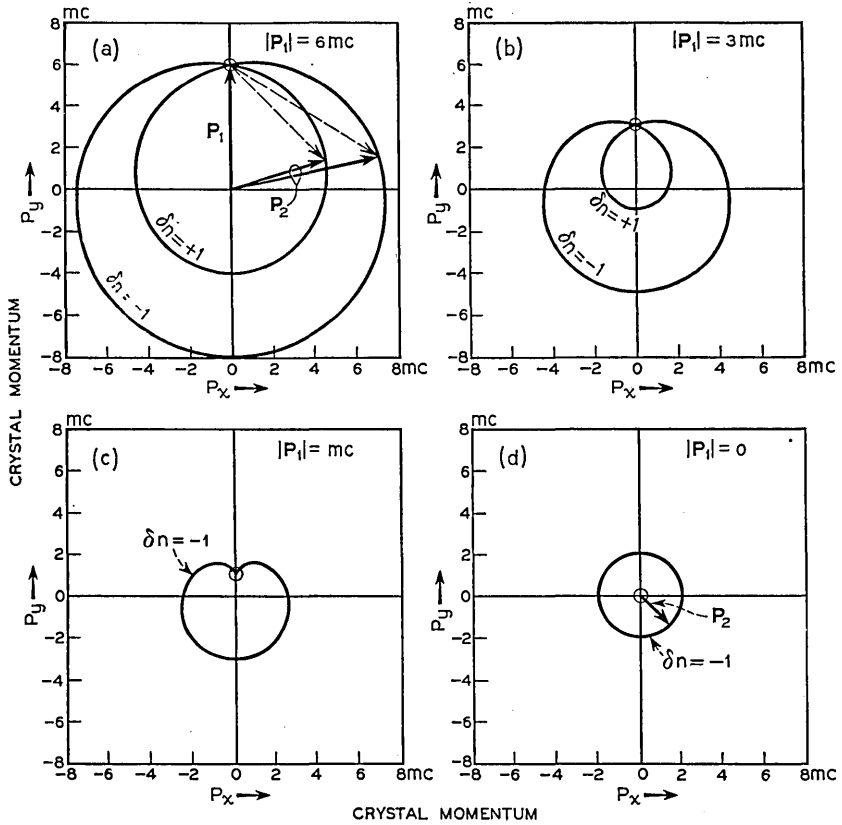 mc
(a)
|P₁| = 6mc
8
6
4
2
0
-2
-4
-6
-8
P₁
P₂
δn=+1
δn=-1
Py
-8 -6 -4 -2 0 2 4 6 8mc
Px
mc
(b)
|P₁| = 3mc
8
6
4
2
0
-2
-4
-6
-8
δn=+1
δn=-1
Py
-8 -6 -4 -2 0 2 4 6 8mc
Px
CRYSTAL MOMENTUM
mc
(c)
|P₁| = mc
8
6
4
2
0
-2
-4
-6
-8
δn=-1
Py
-8 -6 -4 -2 0 2 4 6 8mc
Px
mc
(d)
|P₁| = 0
8
6
4
2
0
-2
-4
-6
-8
P₂
δn=-1
Py
-8 -6 -4 -2 0 2 4 6 8mc
Px
CRYSTAL MOMENTUM